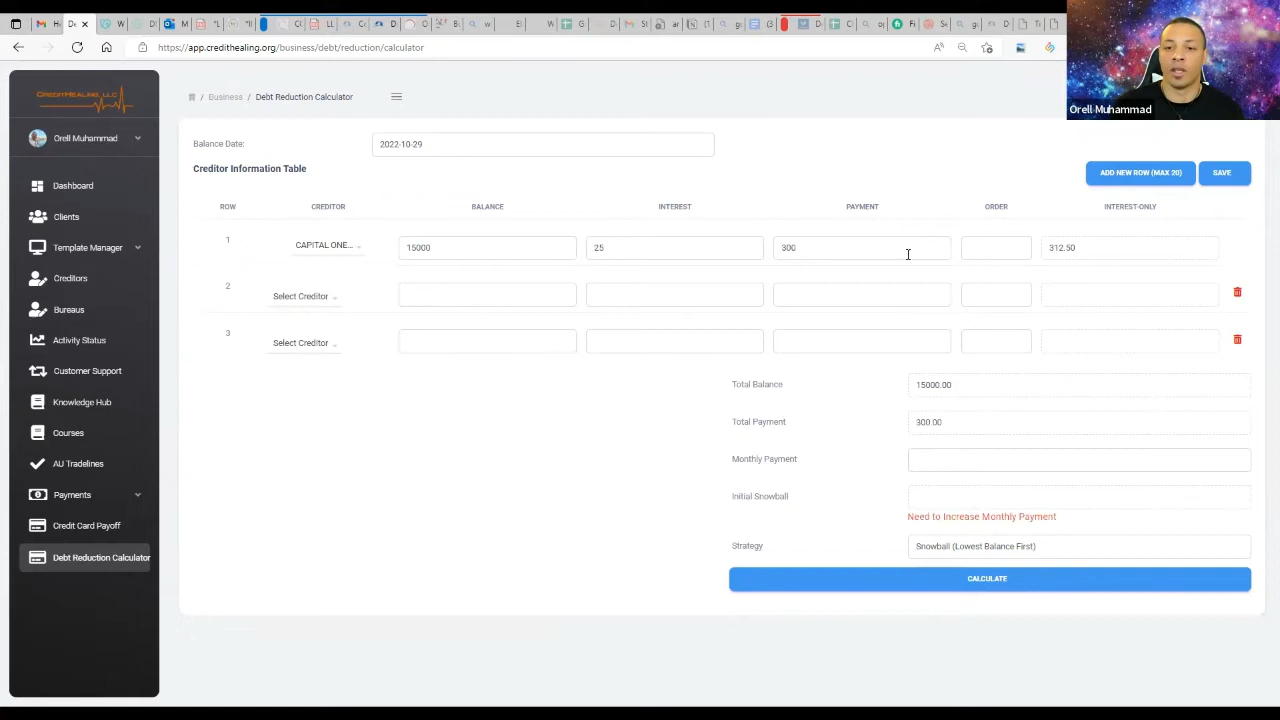 https://app.credithealing.org/business/debt/reduction/calculator
Orell Muhammad
CREDITHEALING, LLC
Orell Muhammad
Dashboard
Clients
Template Manager
Creditors
Bureaus
Activity Status
Customer Support
Knowledge Hub
Courses
AU Tradelines
Payments
Credit Card Payoff
Debt Reduction Calculator
/ Business / Debt Reduction Calculator
Balance Date: 2022-10-29
Creditor Information Table
ADD NEW ROW (MAX 20) SAVE
ROW CREDITOR BALANCE INTEREST PAYMENT ORDER INTEREST-ONLY
1 CAPITAL ONE... 15000 25 300 312.50
2 Select Creditor
3 Select Creditor
Total Balance 15000.00
Total Payment 300.00
Monthly Payment
Initial Snowball
Need to Increase Monthly Payment
Strategy Snowball (Lowest Balance First)
CALCULATE